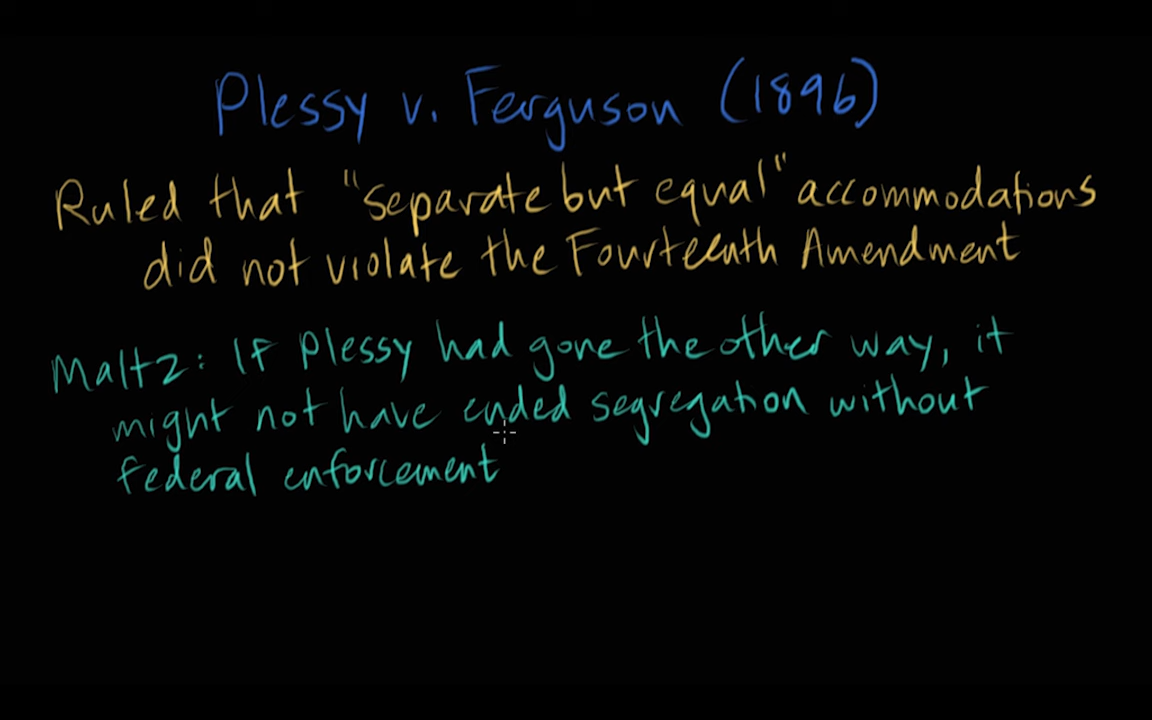 Plessy v. Ferguson (1896)
Ruled that "separate but equal" accommodations
did not violate the Fourteenth Amendment
Maltz: If Plessy had gone the other way, it
might not have ended segregation without
federal enforcement